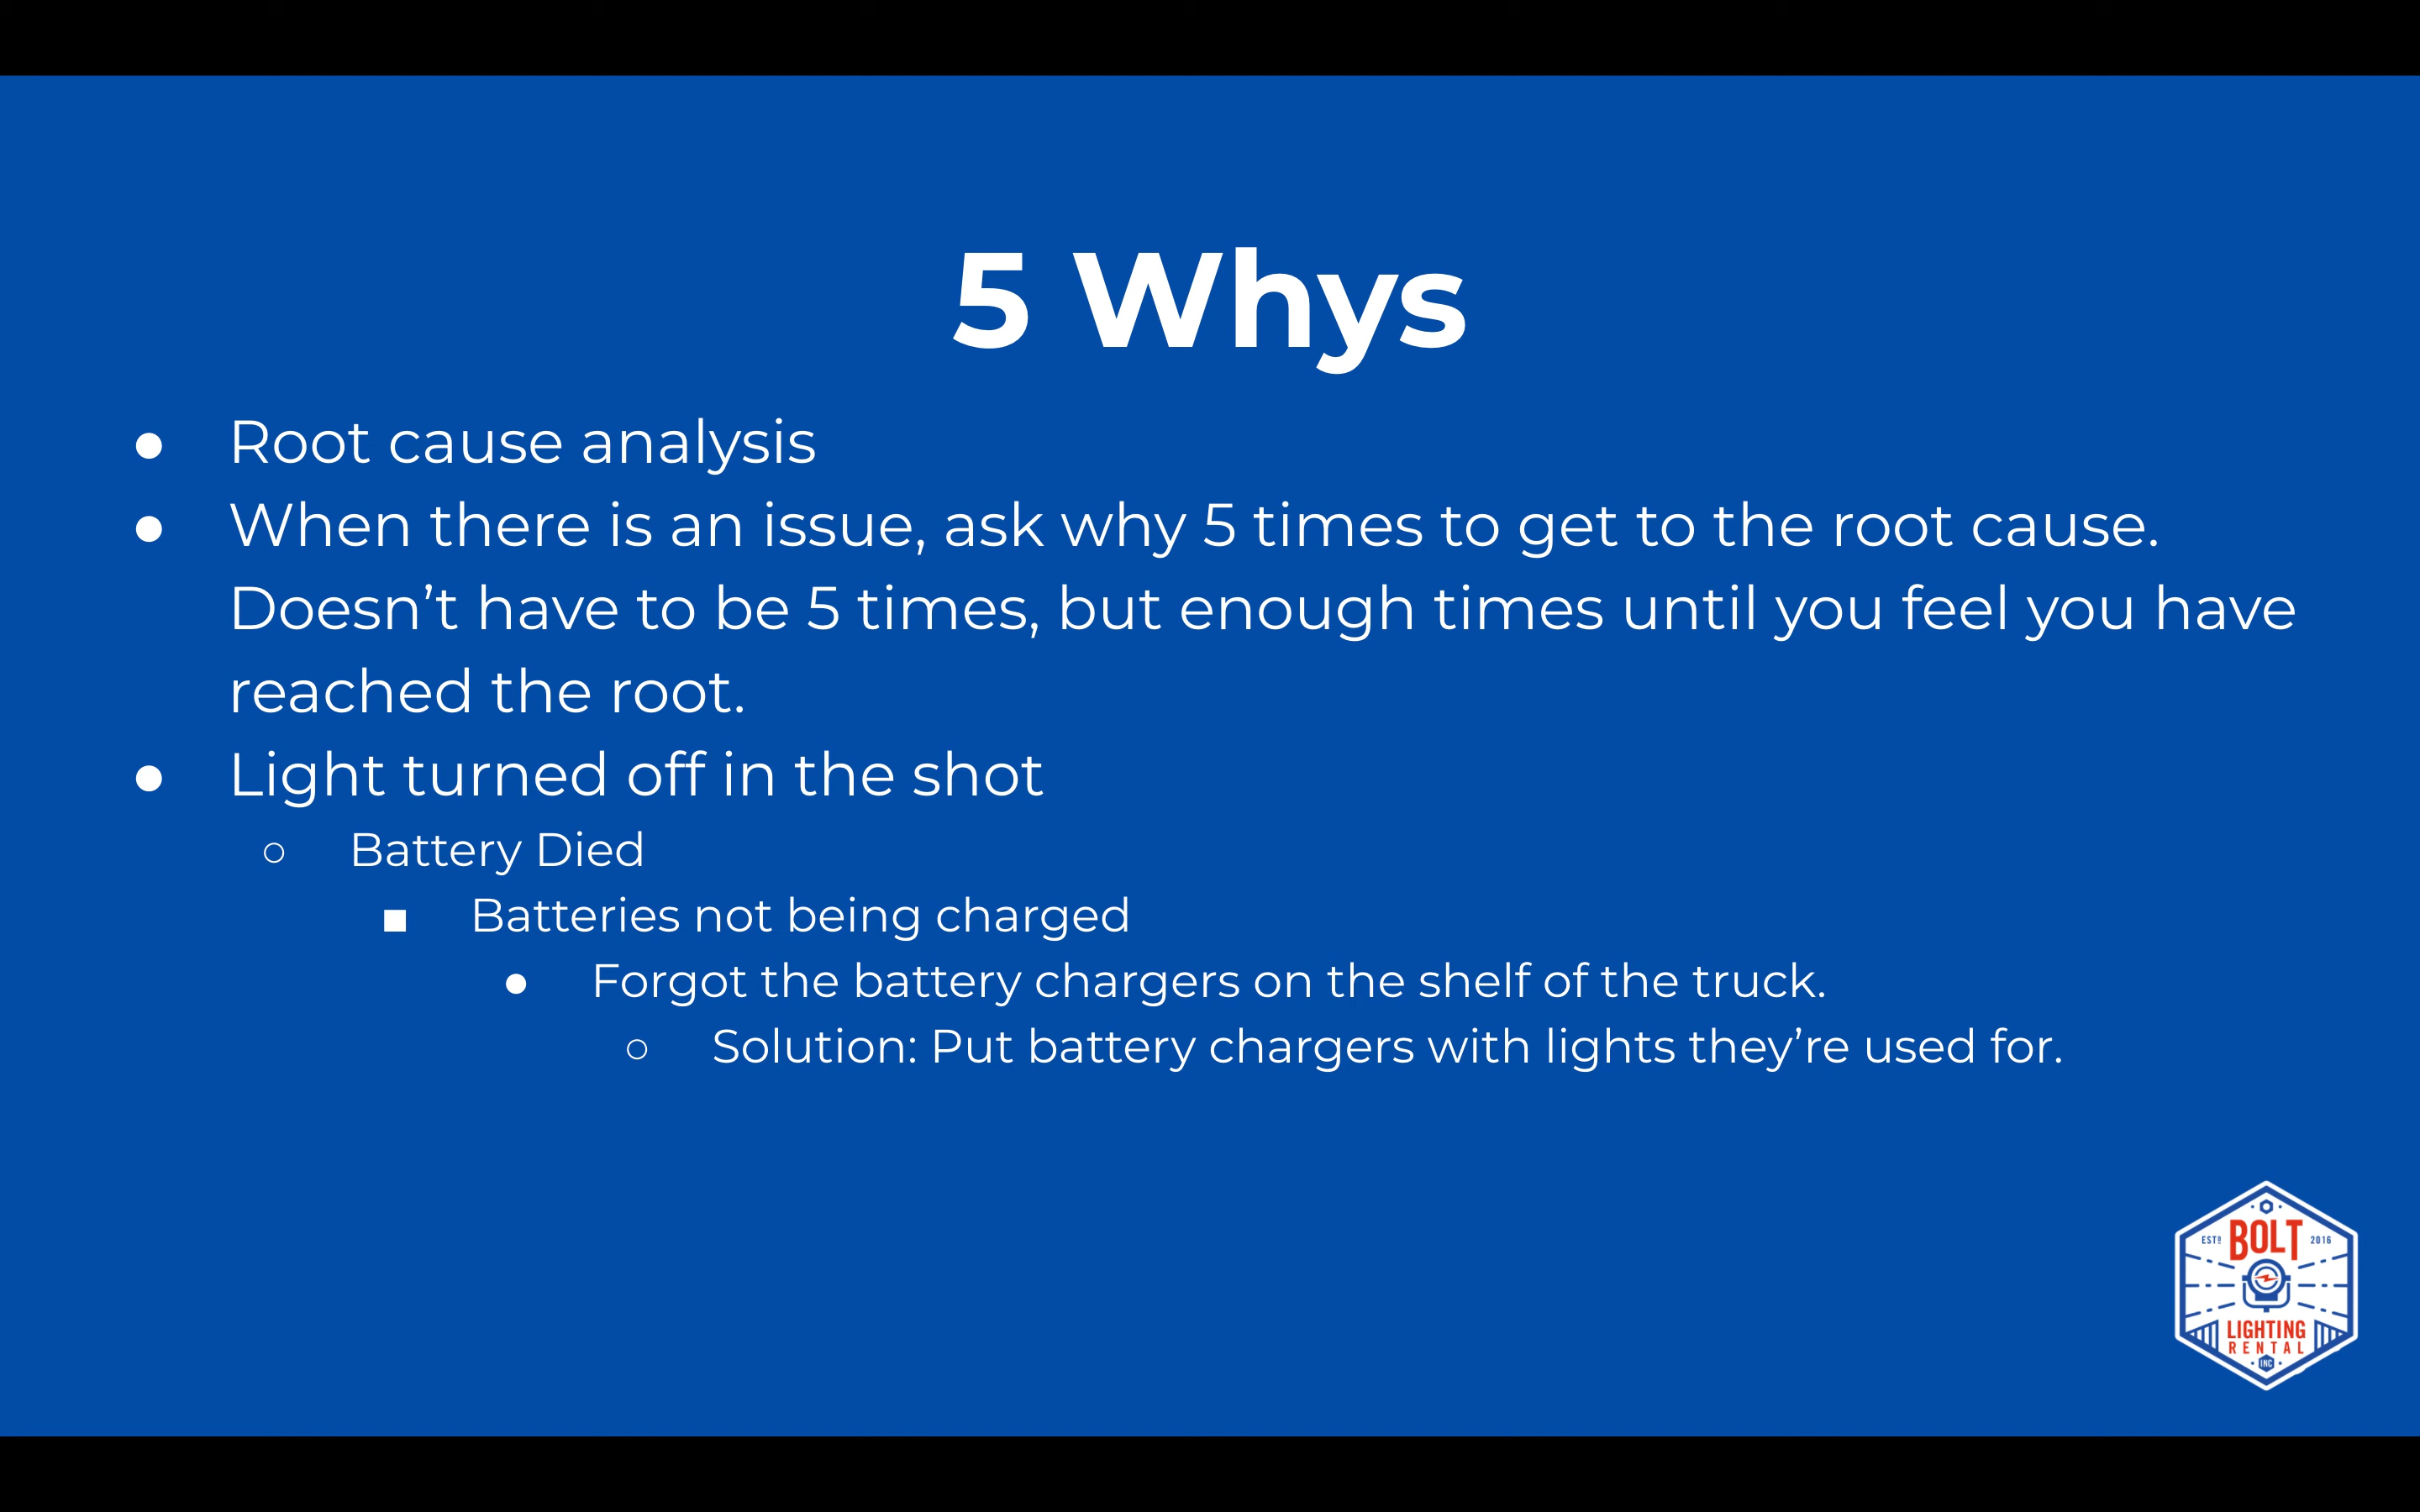 5 Whys
Root cause analysis
When there is an issue, ask why 5 times to get to the root cause.
Doesn’t have to be 5 times, but enough times until you feel you have
reached the root.
Light turned off in the shot
Battery Died
Batteries not being charged
Forgot the battery chargers on the shelf of the truck.
Solution: Put battery chargers with lights they’re used for.
ESTD BOLT 2016
LIGHTING
RENTAL
INC